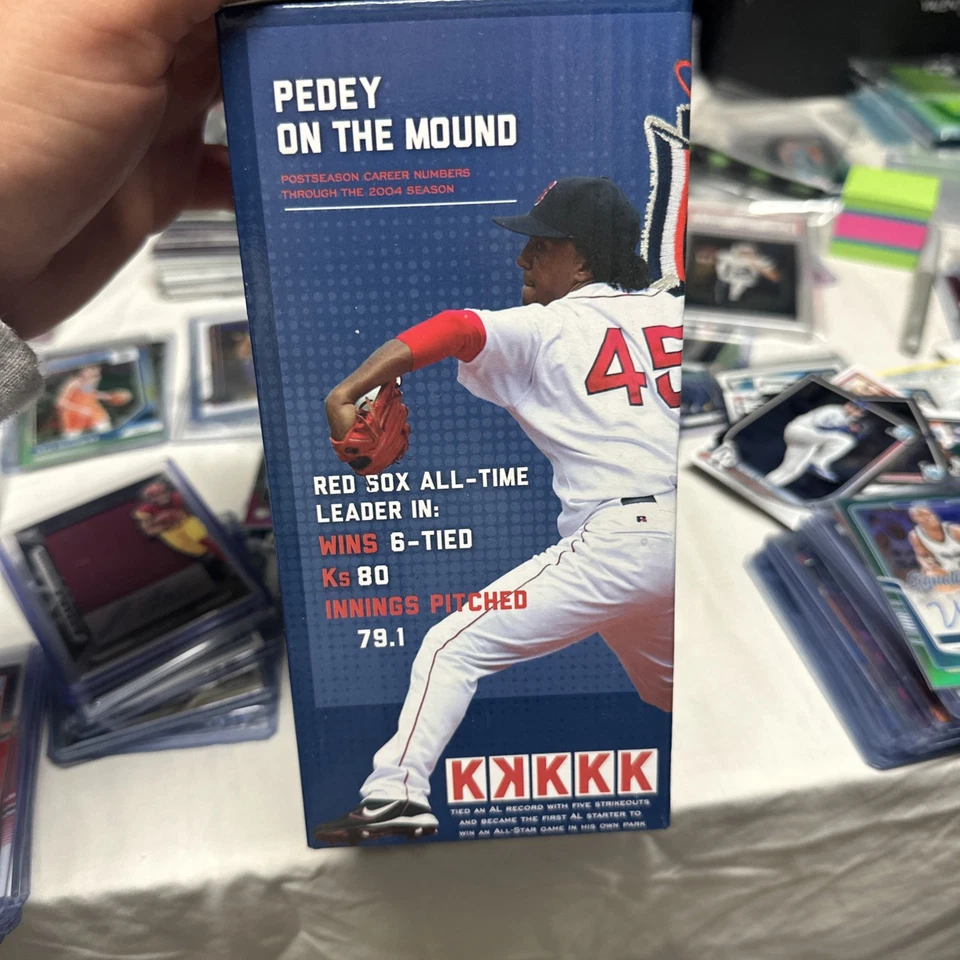 PEDEY
ON THE MOUND
POSTSEASON CAREER NUMBERS
THROUGH THE 2004 SEASON
45
RED SOX ALL-TIME
LEADER IN:
WINS 6-TIED
Ks 80
INNINGS PITCHED
79.1
KKKKK
TIED AN AL RECORD WITH FIVE STRIKEOUTS
AND BECAME THE FIRST AL STARTER TO
WIN AN ALL-STAR GAME IN HIS OWN PARK